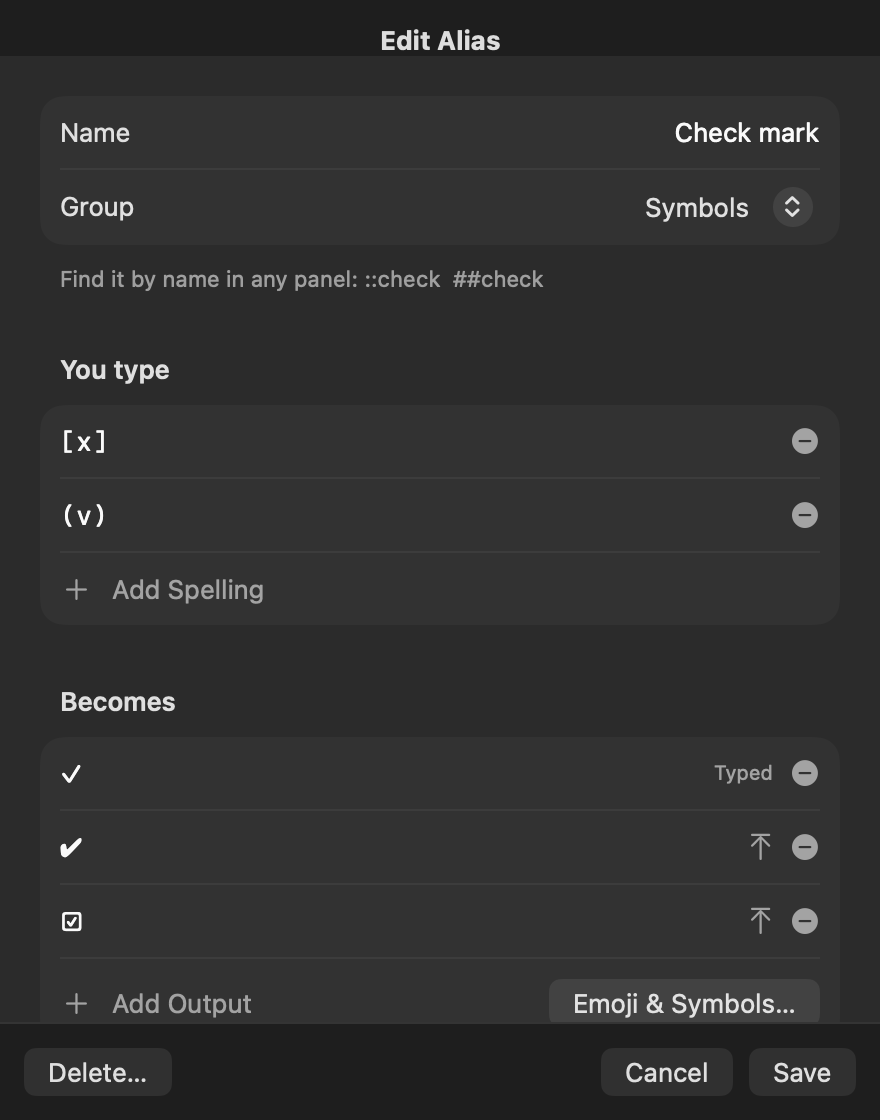 Edit Alias
Name Check mark
Group Symbols
Find it by name in any panel: ::check ##check
You type
[x]
(v)
+ Add Spelling
Becomes
✓ Typed
✔
☑
+ Add Output Emoji & Symbols...
Delete... Cancel Save